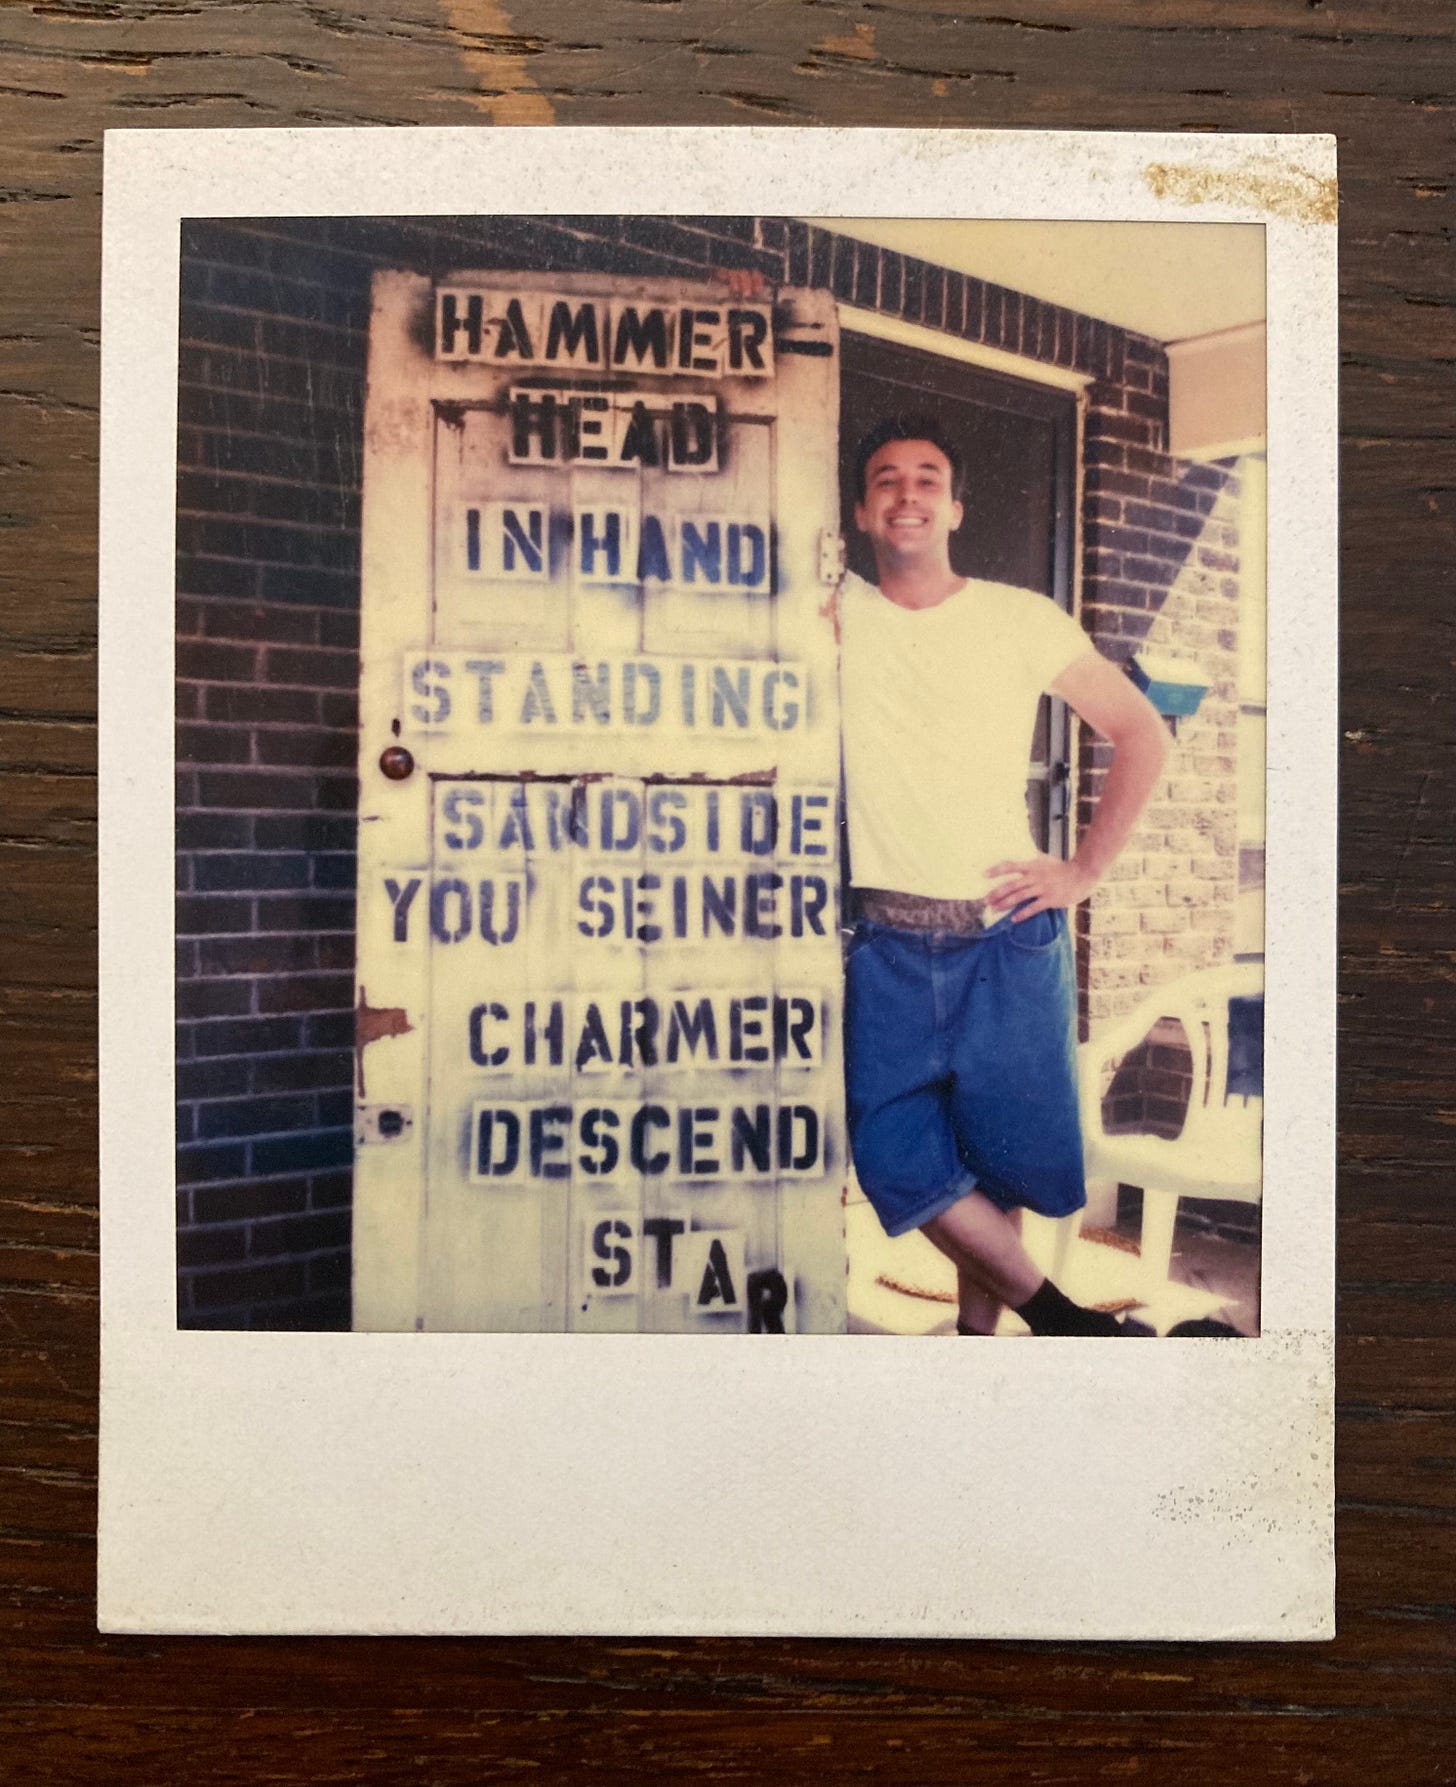 HAMMER-
HEAD
IN HAND
STANDING
SANDSIDE
YOU SEINER
CHARMER
DESCEND
STAR